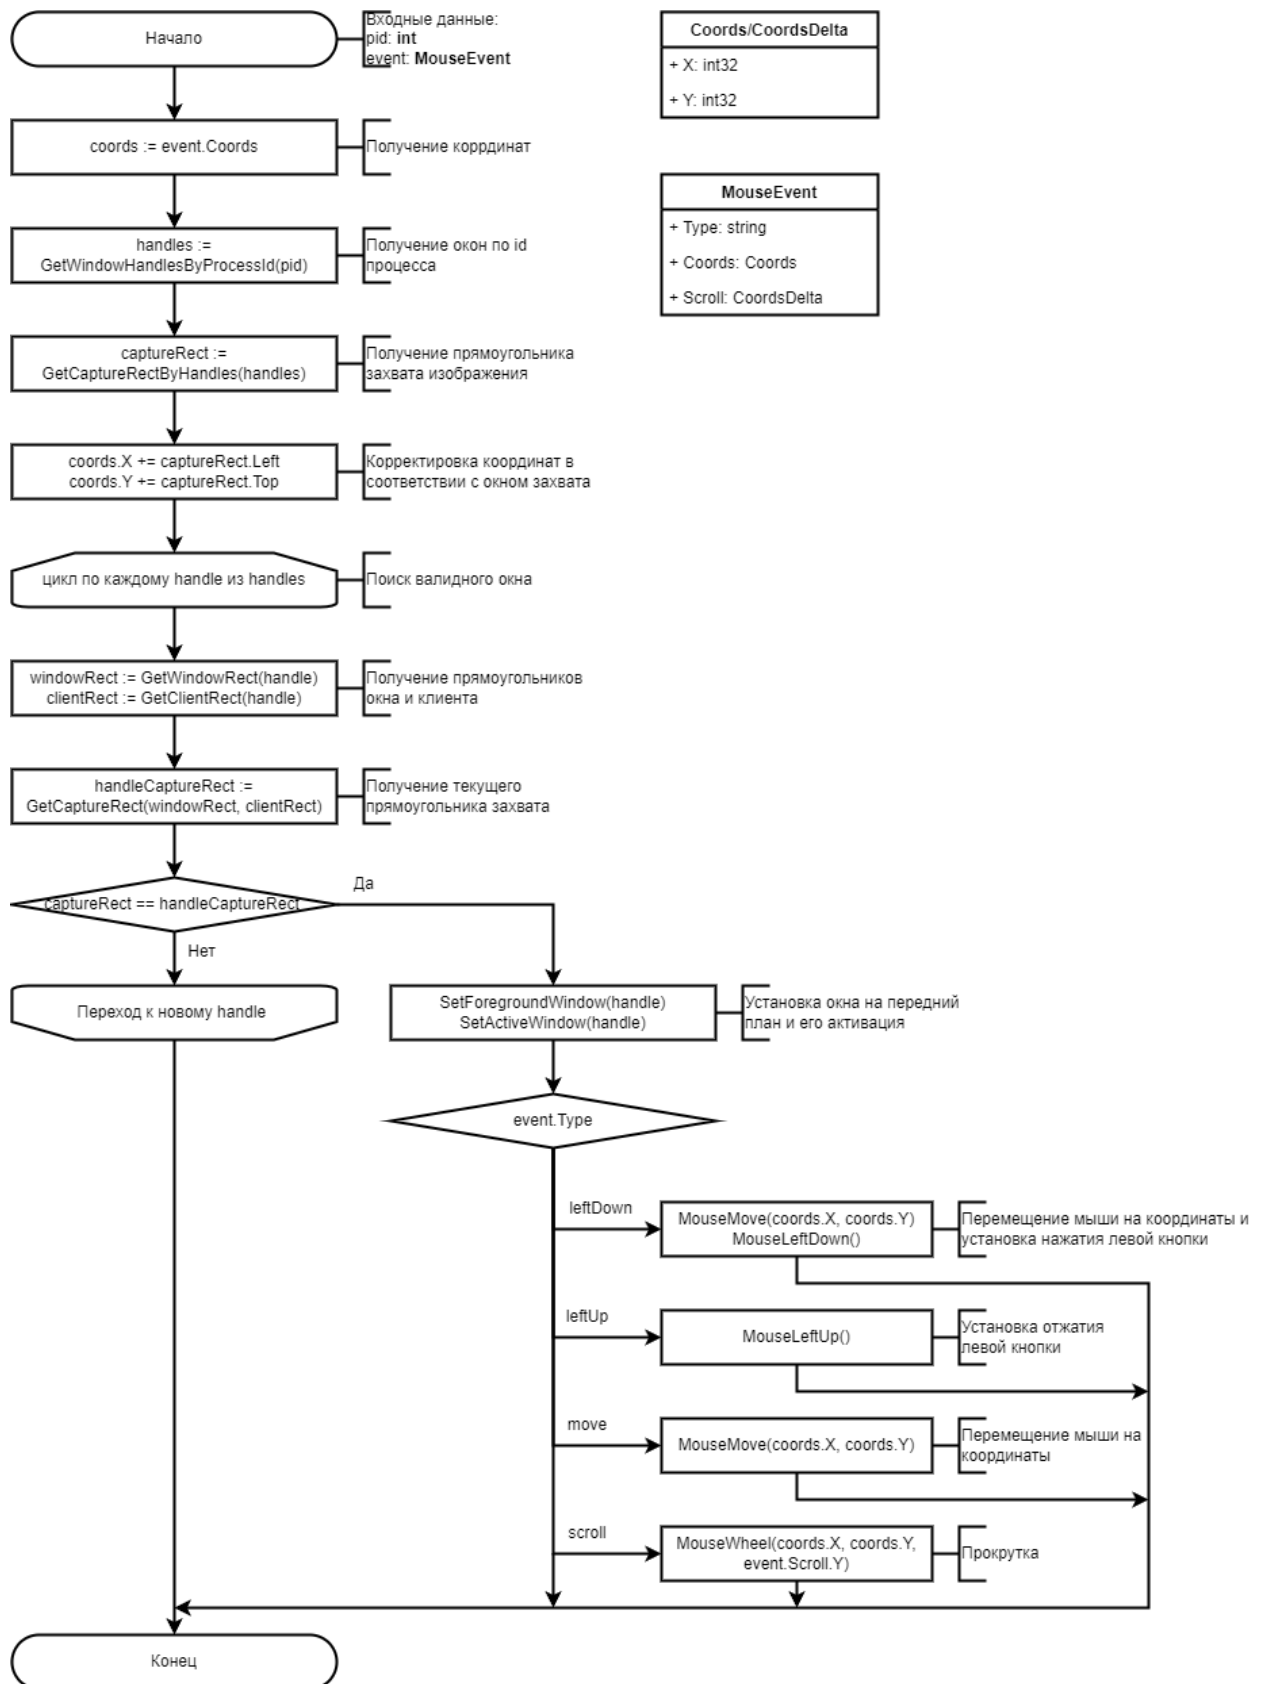 Начало
Входные данные:
pid: int
event: MouseEvent
Coords/CoordsDelta
+ X: int32
+ Y: int32
coords := event.Coords
Получение коррдинат
MouseEvent
+ Type: string
+ Coords: Coords
+ Scroll: CoordsDelta
handles :=
GetWindowHandlesByProcessId(pid)
Получение окон по id
процесса
captureRect :=
GetCaptureRectByHandles(handles)
Получение прямоугольника
захвата изображения
coords.X += captureRect.Left
coords.Y += captureRect.Top
Корректировка координат в
соответствии с окном захвата
цикл по каждому handle из handles
Поиск валидного окна
windowRect := GetWindowRect(handle)
clientRect := GetClientRect(handle)
Получение прямоугольников
окна и клиента
handleCaptureRect :=
GetCaptureRect(windowRect, clientRect)
Получение текущего
прямоугольника захвата
captureRect == handleCaptureRect
Да
Нет
Переход к новому handle
SetForegroundWindow(handle)
SetActiveWindow(handle)
Установка окна на передний
план и его активация
event.Type
leftDown
MouseMove(coords.X, coords.Y)
MouseLeftDown()
Перемещение мыши на координаты и
установка нажатия левой кнопки
leftUp
MouseLeftUp()
Установка отжатия
левой кнопки
move
MouseMove(coords.X, coords.Y)
Перемещение мыши на
координаты
scroll
MouseWheel(coords.X, coords.Y,
event.Scroll.Y)
Прокрутка
Конец